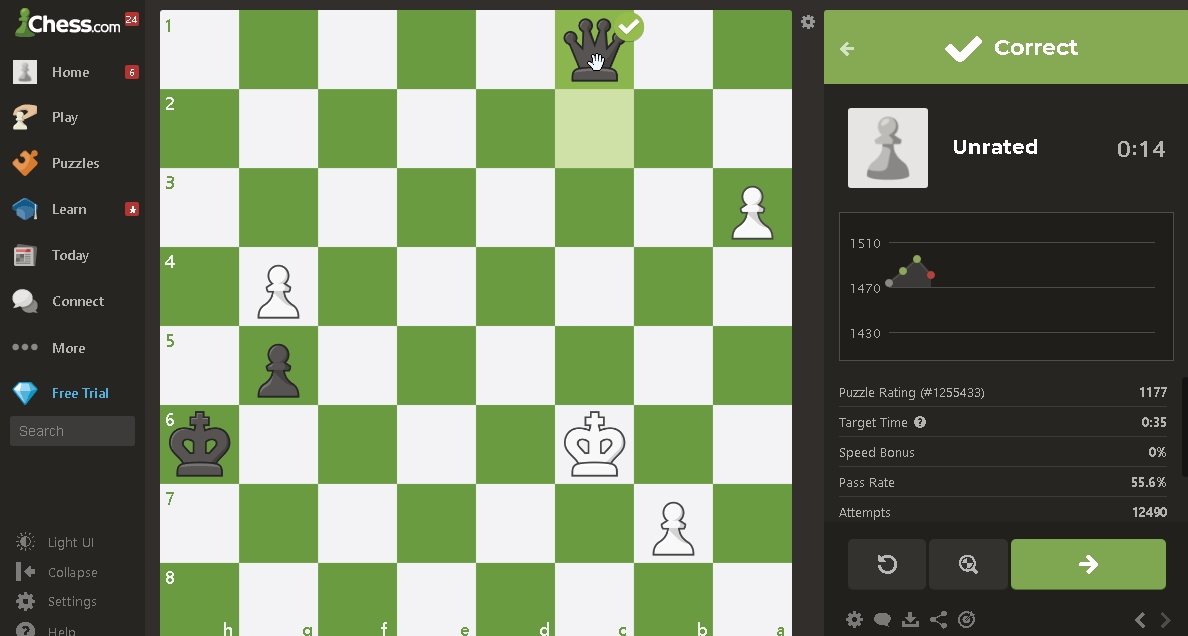 Chess.com 24
Home 6
Play
Puzzles
Learn
Today
Connect
More
Free Trial
Search
Light UI
Collapse
Settings
Help
1
2
3
4
5
6
7
8
h g f e d c b a
Correct
Unrated 0:14
1510
1470
1430
Puzzle Rating (#1255433) 1177
Target Time ? 0:35
Speed Bonus 0%
Pass Rate 55.6%
Attempts 12490